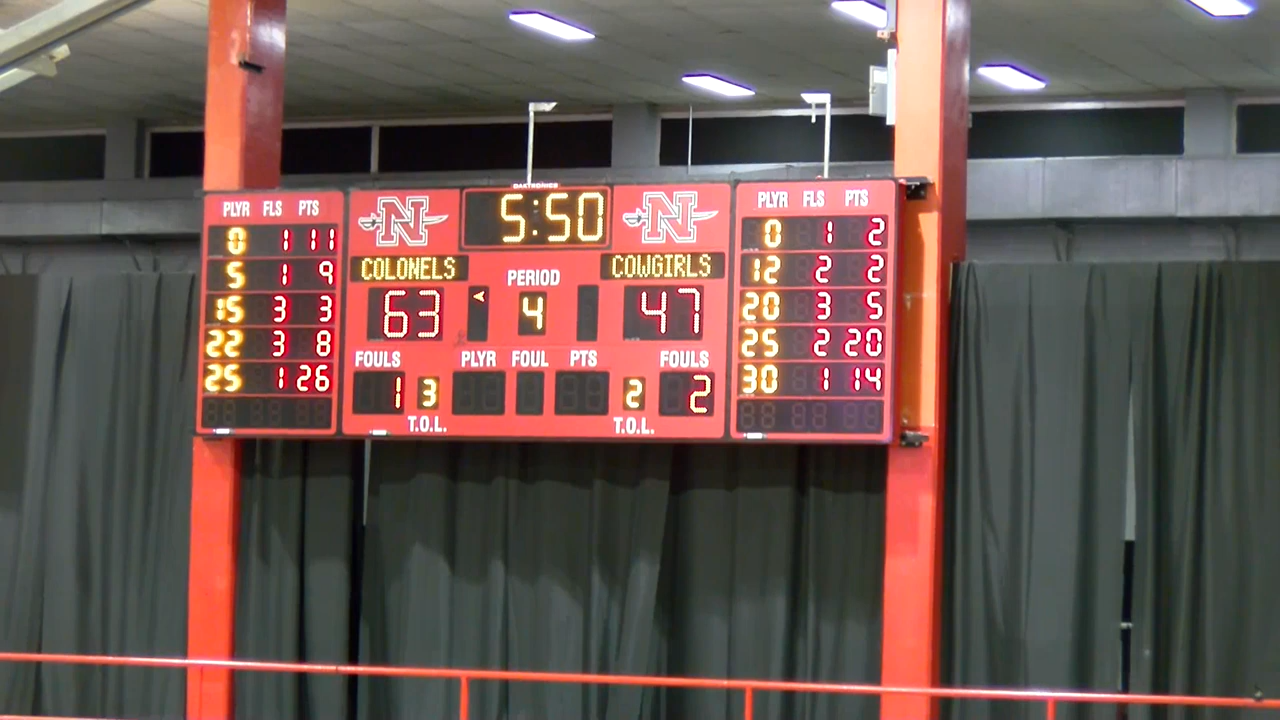 DAKTRONICS
PLYR FLS PTS
0 1 11
5 1 9
15 3 3
22 3 8
25 1 26
N 5:50 N
COLONELS COWGIRLS
PERIOD
63 4 47
FOULS PLYR FOUL PTS FOULS
1 3 2 2
T.O.L. T.O.L.
PLYR FLS PTS
0 1 2
12 2 2
20 3 5
25 2 20
30 1 14